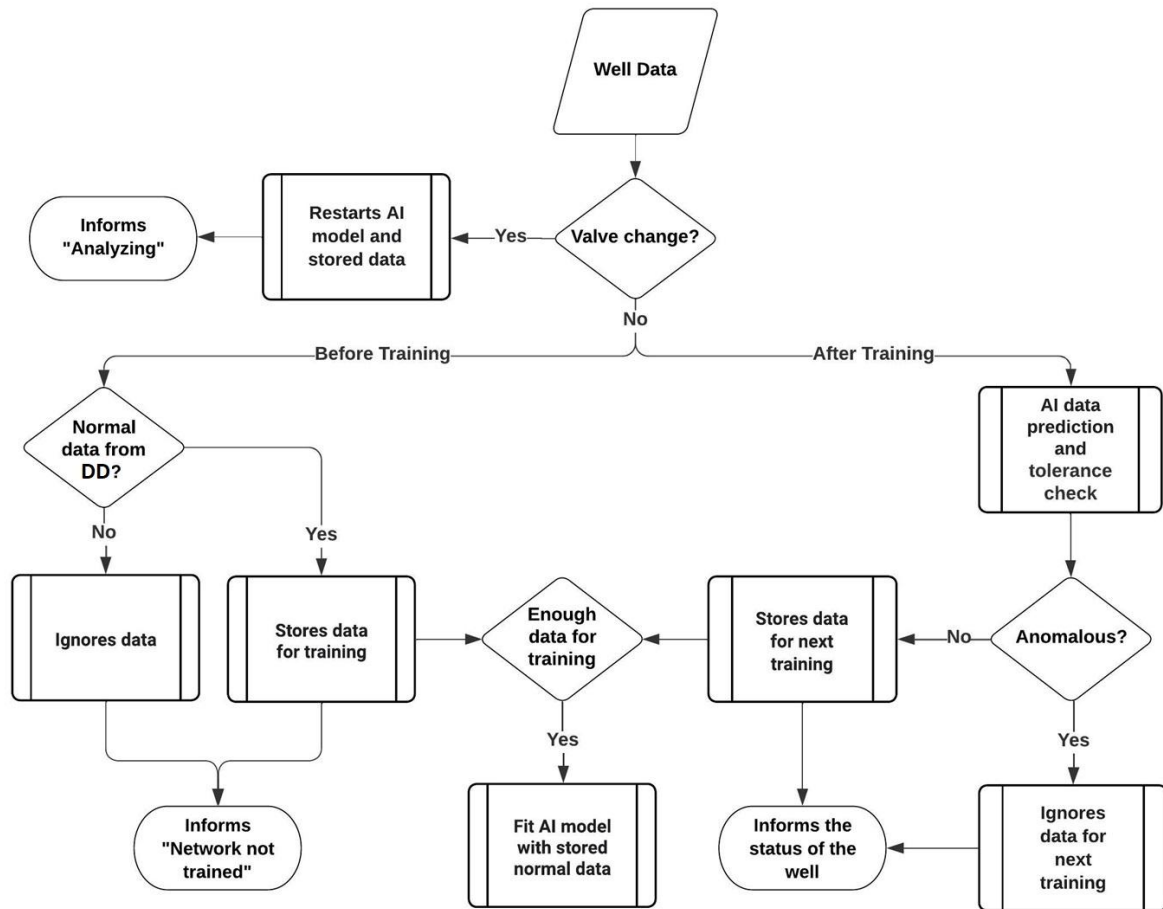 Well Data
Informs
"Analyzing"
Restarts AI
model and
stored data
Yes
Valve change?
No
Before Training
After Training
Normal
data from
DD?
AI data
prediction
and
tolerance
check
No
Yes
Ignores data
Stores data
for training
Enough
data for
training
Stores data
for next
training
No
Anomalous?
Yes
Yes
Informs
"Network not
trained"
Fit AI model
with stored
normal data
Informs the
status of the
well
Ignores
data for
next
training